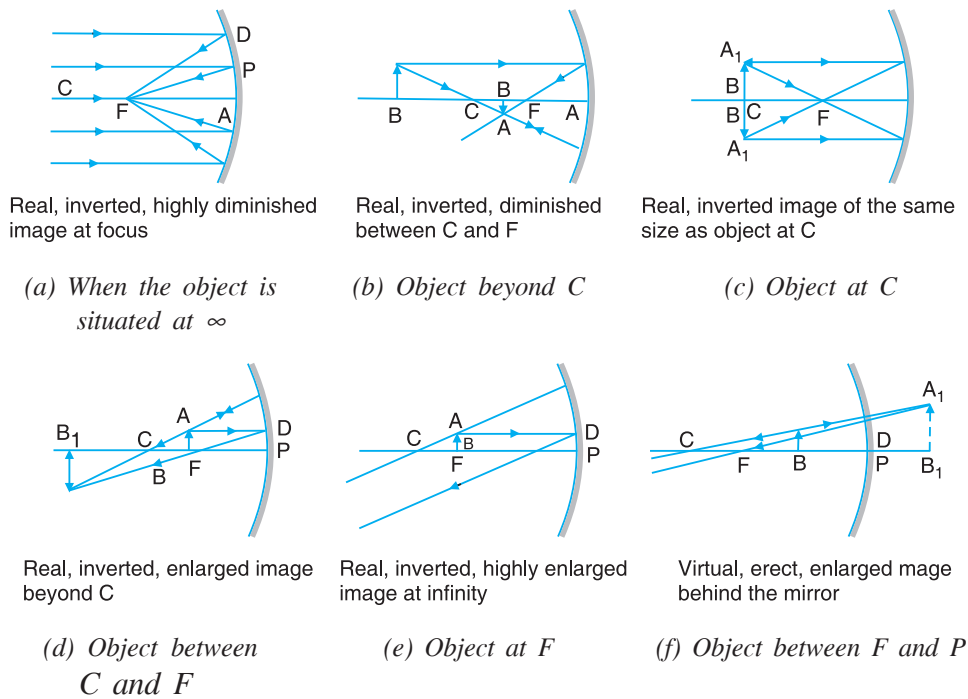 D
P
C
F
A
Real, inverted, highly diminished
image at focus
(a) When the object is
situated at ∞
B
B
C
F
A
A
Real, inverted, diminished
between C and F
(b) Object beyond C
A1
B
B
C
F
A1
Real, inverted image of the same
size as object at C
(c) Object at C
B1
A
C
D
P
B
F
Real, inverted, enlarged image
beyond C
(d) Object between
C and F
A
C
B
D
F
P
Real, inverted, highly enlarged
image at infinity
(e) Object at F
A1
C
D
F
B
P
B1
Virtual, erect, enlarged mage
behind the mirror
(f) Object between F and P